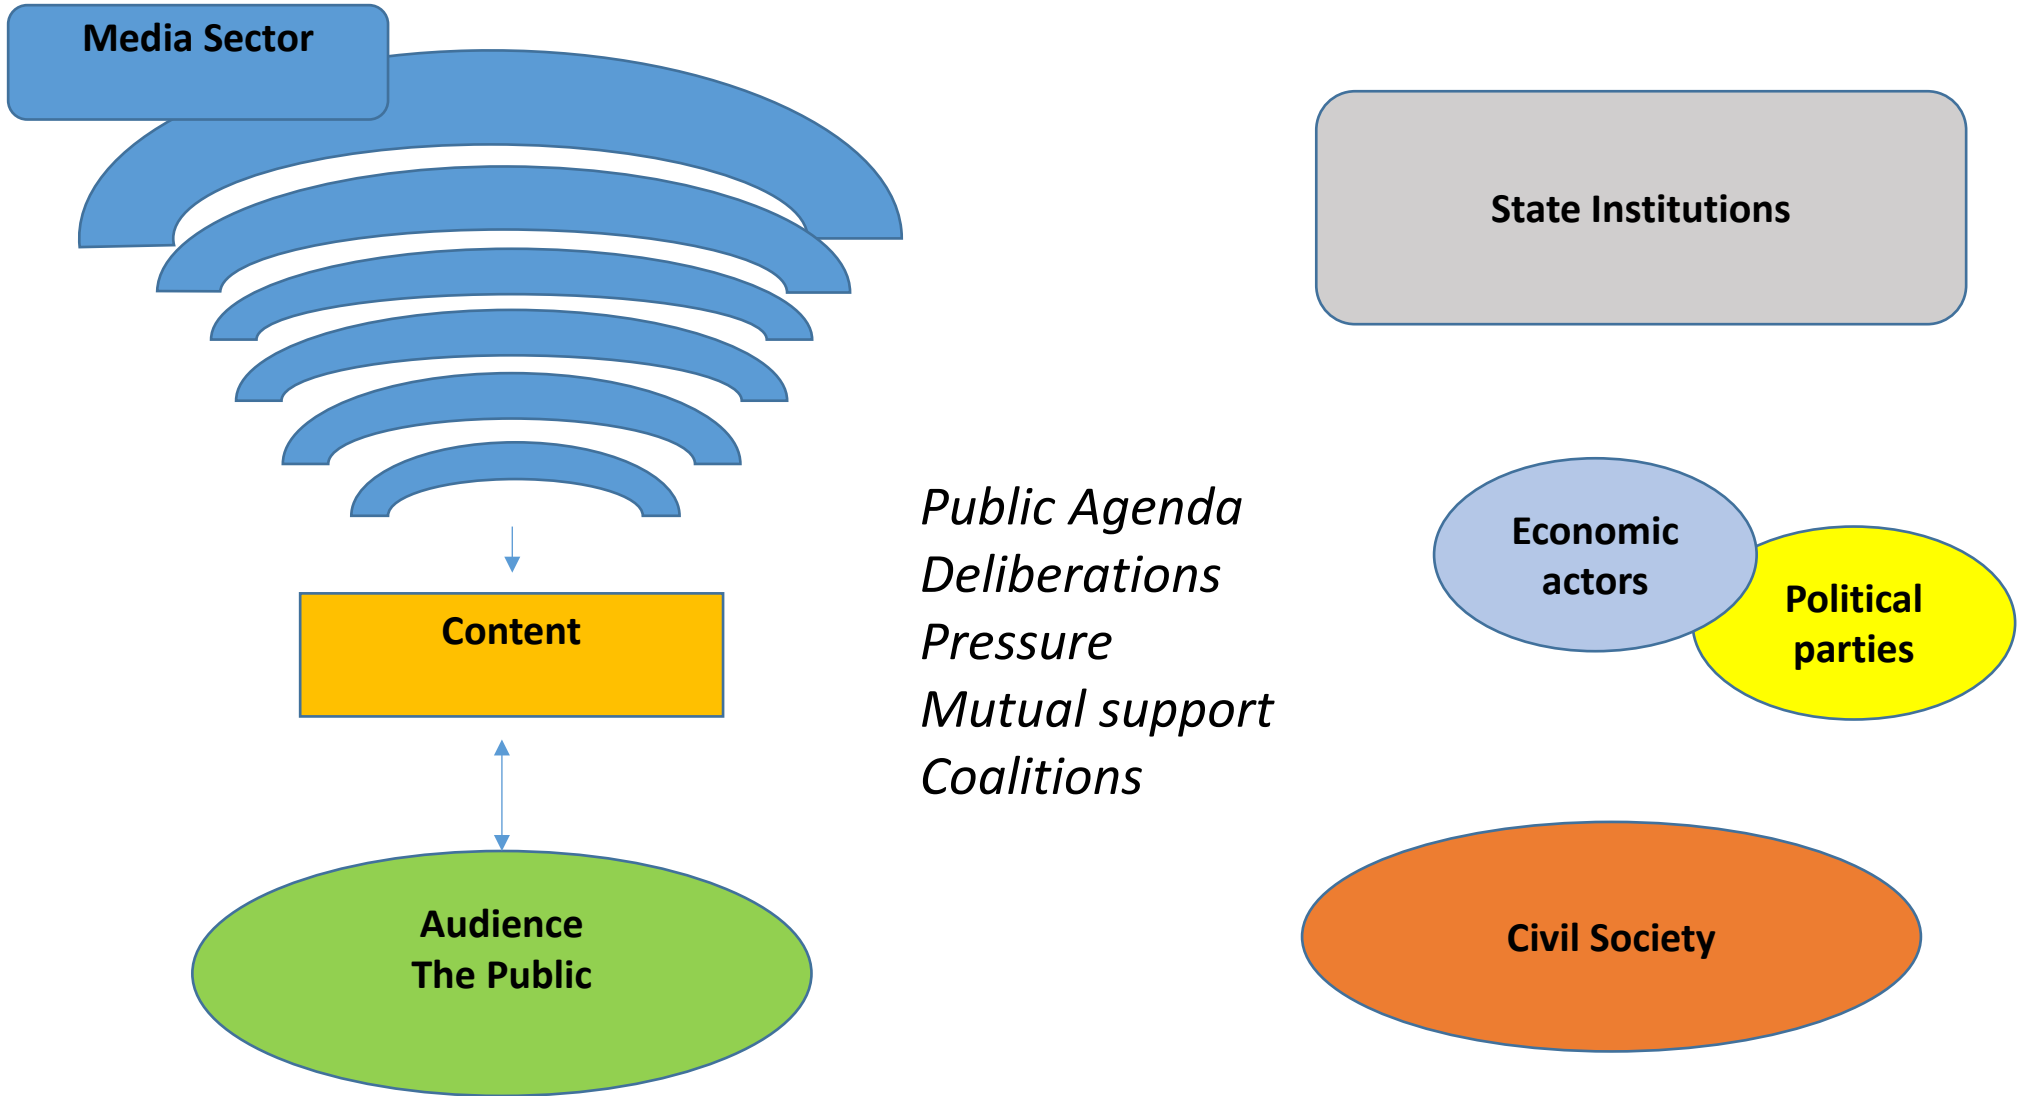 Media Sector
State Institutions
Public Agenda
Deliberations
Pressure
Mutual support
Coalitions
Economic
actors
Political
parties
Content
Audience
The Public
Civil Society